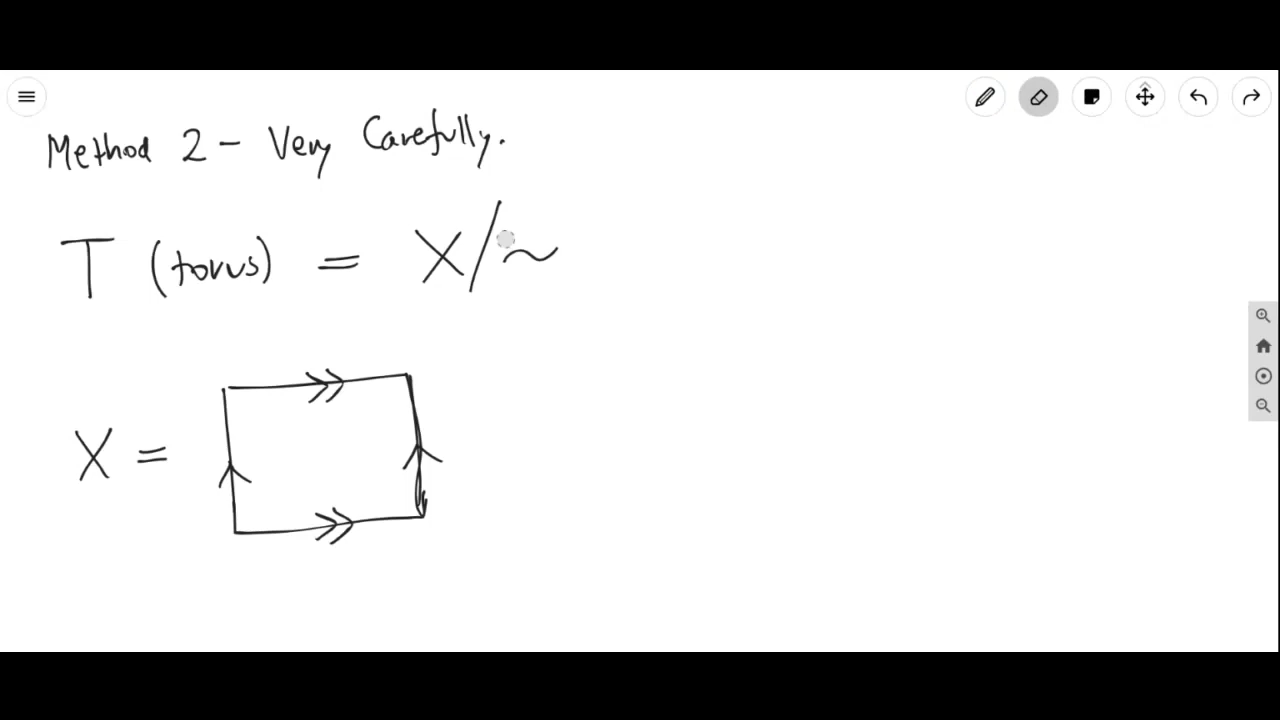 Method 2 - Very Carefully.
T (torus) = X/~
X =